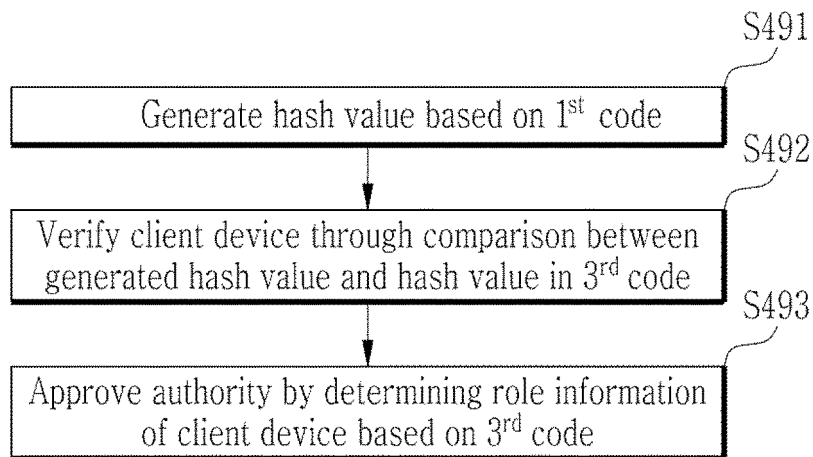 S491
Generate hash value based on 1st code
S492
Verify client device through comparison between
generated hash value and hash value in 3rd code
S493
Approve authority by determining role information
of client device based on 3rd code